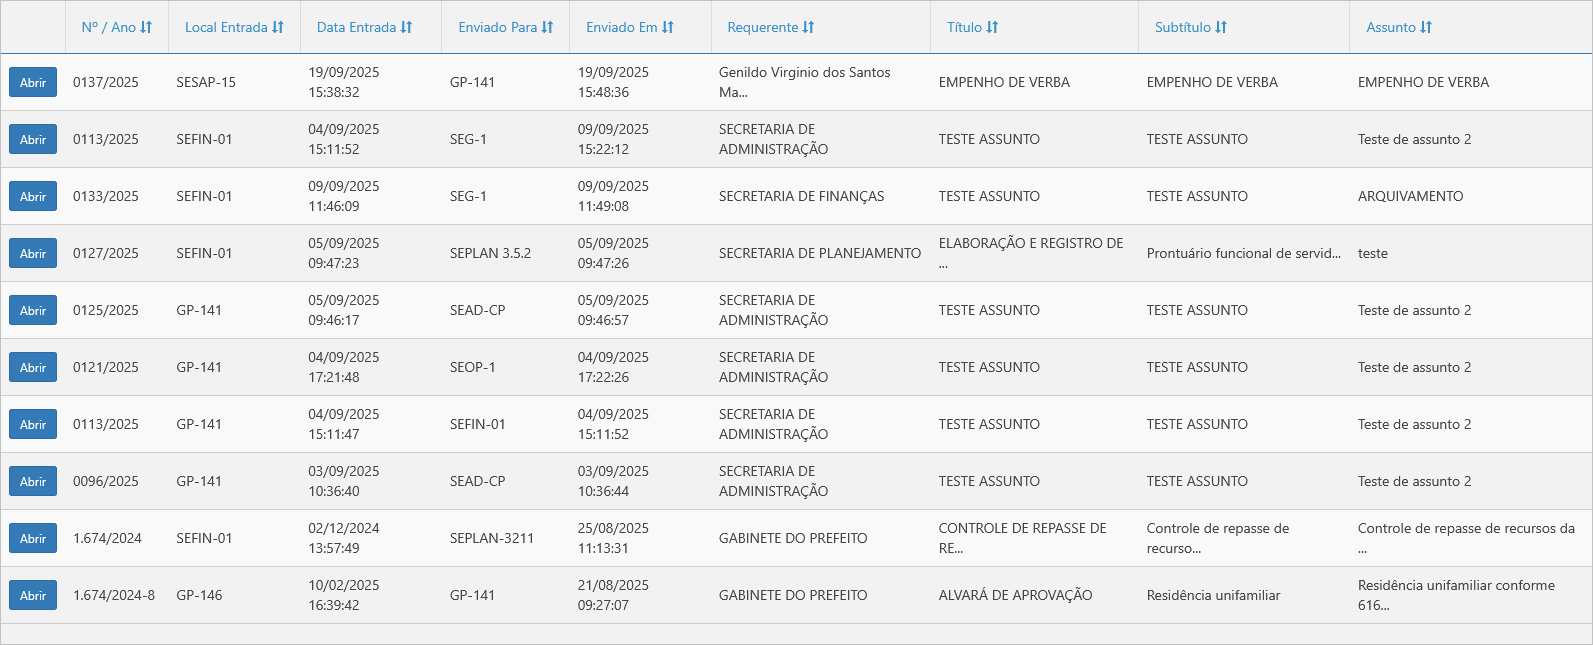 Nº / Ano Local Entrada Data Entrada Enviado Para Enviado Em Requerente Título Subtítulo Assunto
Abrir 0137/2025 SESAP-15 19/09/2025 15:38:32 GP-141 19/09/2025 15:48:36 Genildo Virginio dos Santos Ma... EMPENHO DE VERBA EMPENHO DE VERBA EMPENHO DE VERBA
Abrir 0113/2025 SEFIN-01 04/09/2025 15:11:52 SEG-1 09/09/2025 15:22:12 SECRETARIA DE ADMINISTRAÇÃO TESTE ASSUNTO TESTE ASSUNTO Teste de assunto 2
Abrir 0133/2025 SEFIN-01 09/09/2025 11:46:09 SEG-1 09/09/2025 11:49:08 SECRETARIA DE FINANÇAS TESTE ASSUNTO TESTE ASSUNTO ARQUIVAMENTO
Abrir 0127/2025 SEFIN-01 05/09/2025 09:47:23 SEPLAN 3.5.2 05/09/2025 09:47:26 SECRETARIA DE PLANEJAMENTO ELABORAÇÃO E REGISTRO DE ... Prontuário funcional de servid... teste
Abrir 0125/2025 GP-141 05/09/2025 09:46:17 SEAD-CP 05/09/2025 09:46:57 SECRETARIA DE ADMINISTRAÇÃO TESTE ASSUNTO TESTE ASSUNTO Teste de assunto 2
Abrir 0121/2025 GP-141 04/09/2025 17:21:48 SEOP-1 04/09/2025 17:22:26 SECRETARIA DE ADMINISTRAÇÃO TESTE ASSUNTO TESTE ASSUNTO Teste de assunto 2
Abrir 0113/2025 GP-141 04/09/2025 15:11:47 SEFIN-01 04/09/2025 15:11:52 SECRETARIA DE ADMINISTRAÇÃO TESTE ASSUNTO TESTE ASSUNTO Teste de assunto 2
Abrir 0096/2025 GP-141 03/09/2025 10:36:40 SEAD-CP 03/09/2025 10:36:44 SECRETARIA DE ADMINISTRAÇÃO TESTE ASSUNTO TESTE ASSUNTO Teste de assunto 2
Abrir 1.674/2024 SEFIN-01 02/12/2024 13:57:49 SEPLAN-3211 25/08/2025 11:13:31 GABINETE DO PREFEITO CONTROLE DE REPASSE DE RE... Controle de repasse de recurso... Controle de repasse de recursos da ...
Abrir 1.674/2024-8 GP-146 10/02/2025 16:39:42 GP-141 21/08/2025 09:27:07 GABINETE DO PREFEITO ALVARÁ DE APROVAÇÃO Residência unifamiliar Residência unifamiliar conforme 616...